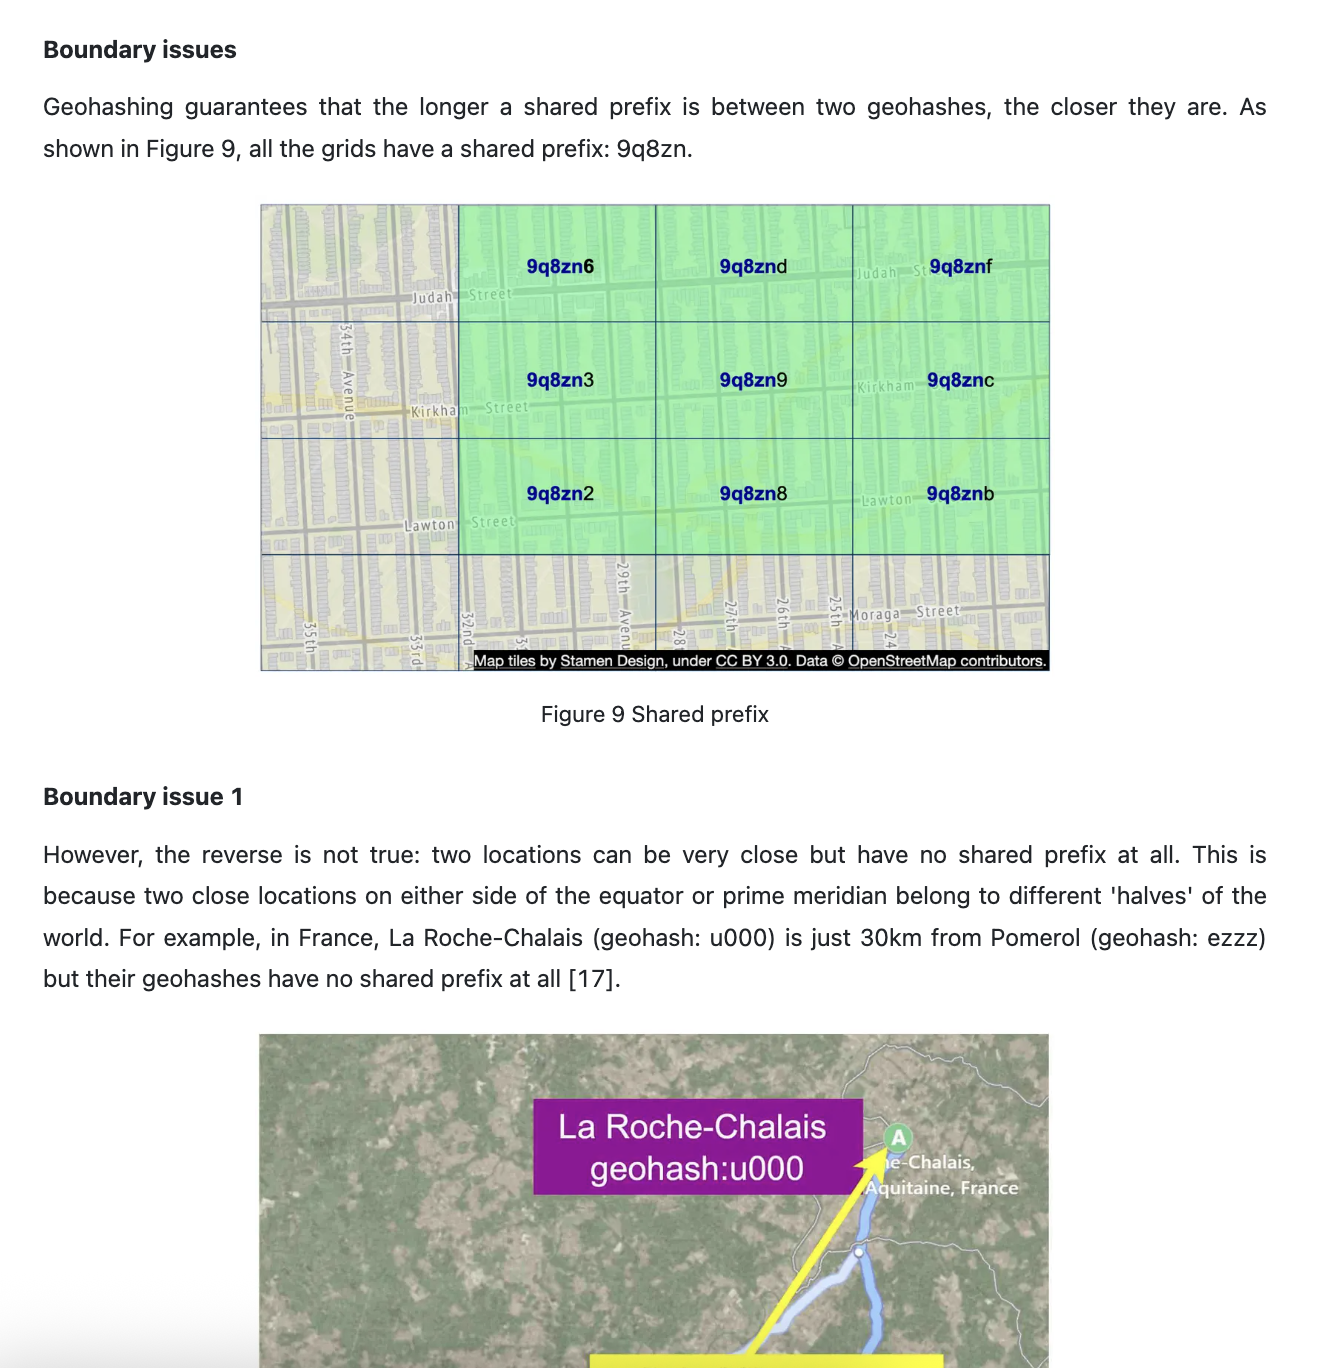 Boundary issues
Geohashing guarantees that the longer a shared prefix is between two geohashes, the closer they are. As
shown in Figure 9, all the grids have a shared prefix: 9q8zn.
9q8zn6 9q8znd 9q8znf
Judah Street Judah St
34th Avenue
9q8zn3 9q8zn9 9q8znc
Kirkham Street Kirkham
9q8zn2 9q8zn8 9q8znb
Lawton Street Lawton
29th Avenu
35th 33rd 32nd A 28t 27th 26th 25th A 24
Moraga Street
Map tiles by Stamen Design, under CC BY 3.0. Data © OpenStreetMap contributors.
Figure 9 Shared prefix
Boundary issue 1
However, the reverse is not true: two locations can be very close but have no shared prefix at all. This is
because two close locations on either side of the equator or prime meridian belong to different 'halves' of the
world. For example, in France, La Roche-Chalais (geohash: u000) is just 30km from Pomerol (geohash: ezzz)
but their geohashes have no shared prefix at all [17].
La Roche-Chalais
geohash:u000
A
he-Chalais,
Aquitaine, France